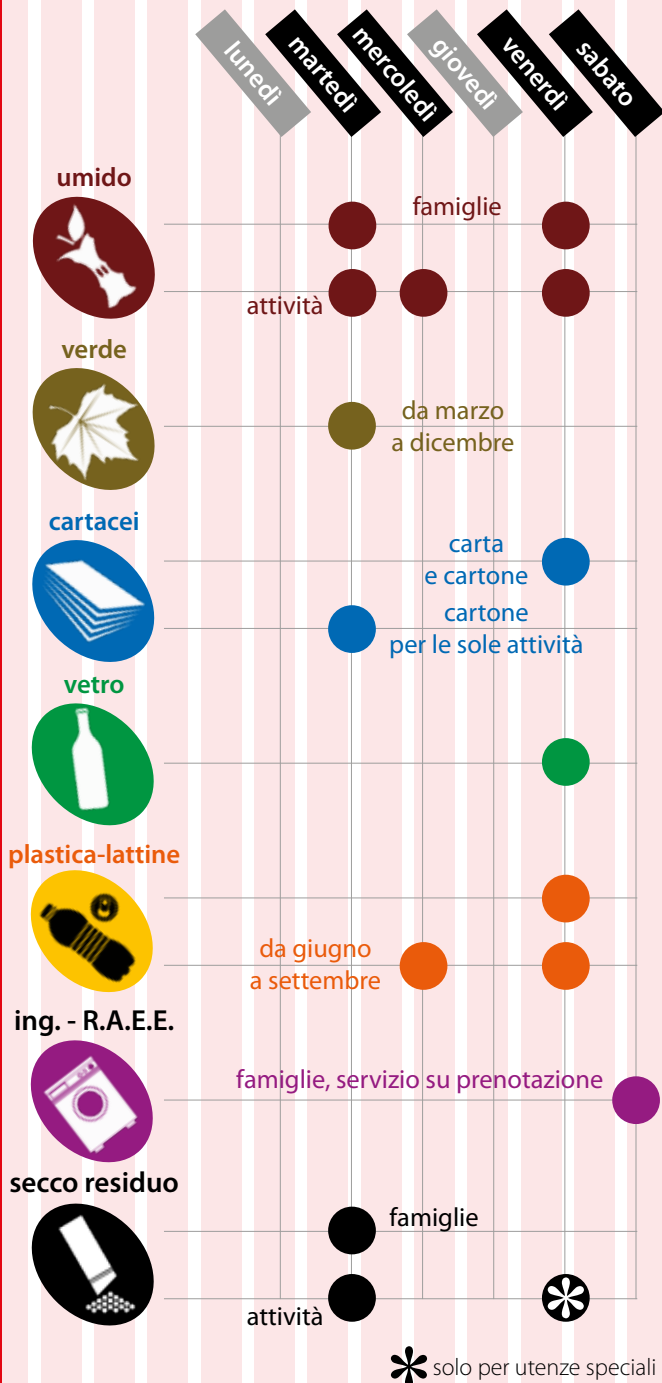 lunedì
martedì
mercoledì
giovedì
venerdì
sabato
umido
famiglie
attività
verde
da marzo
a dicembre
cartacei
carta
e cartone
cartone
per le sole attività
vetro
plastica-lattine
da giugno
a settembre
ing. - R.A.E.E.
famiglie, servizio su prenotazione
secco residuo
famiglie
attività
* solo per utenze speciali